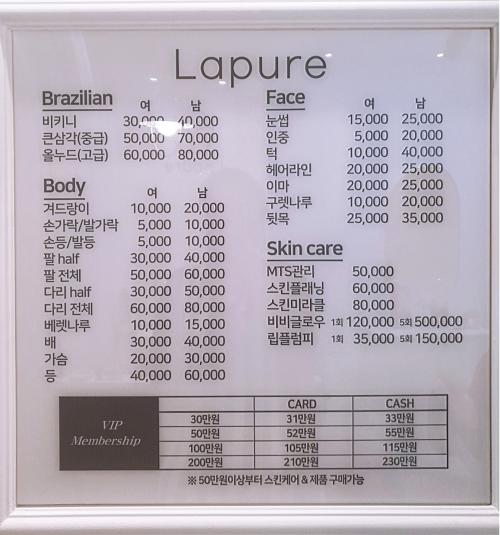 Lapure
Brazilian 여 남
비키니 30,000 40,000
큰삼각(중급) 50,000 70,000
올누드(고급) 60,000 80,000
Body 여 남
겨드랑이 10,000 20,000
손가락/발가락 5,000 10,000
손등/발등 5,000 10,000
팔 half 30,000 40,000
팔 전체 50,000 60,000
다리 half 30,000 50,000
다리 전체 60,000 80,000
베렛나루 10,000 15,000
배 30,000 40,000
가슴 20,000 30,000
등 40,000 60,000
Face 여 남
눈썹 15,000 25,000
인중 5,000 20,000
턱 10,000 40,000
헤어라인 20,000 25,000
이마 20,000 25,000
구렛나루 10,000 20,000
뒷목 25,000 35,000
Skin care
MTS관리 50,000
스킨플래닝 60,000
스킨미라클 80,000
비비글로우 1회 120,000 5회 500,000
립플럼피 1회 35,000 5회 150,000
VIP Membership
CARD CASH
30만원 31만원 33만원
50만원 52만원 55만원
100만원 105만원 115만원
200만원 210만원 230만원
※ 50만원이상부터 스킨케어 & 제품 구매가능